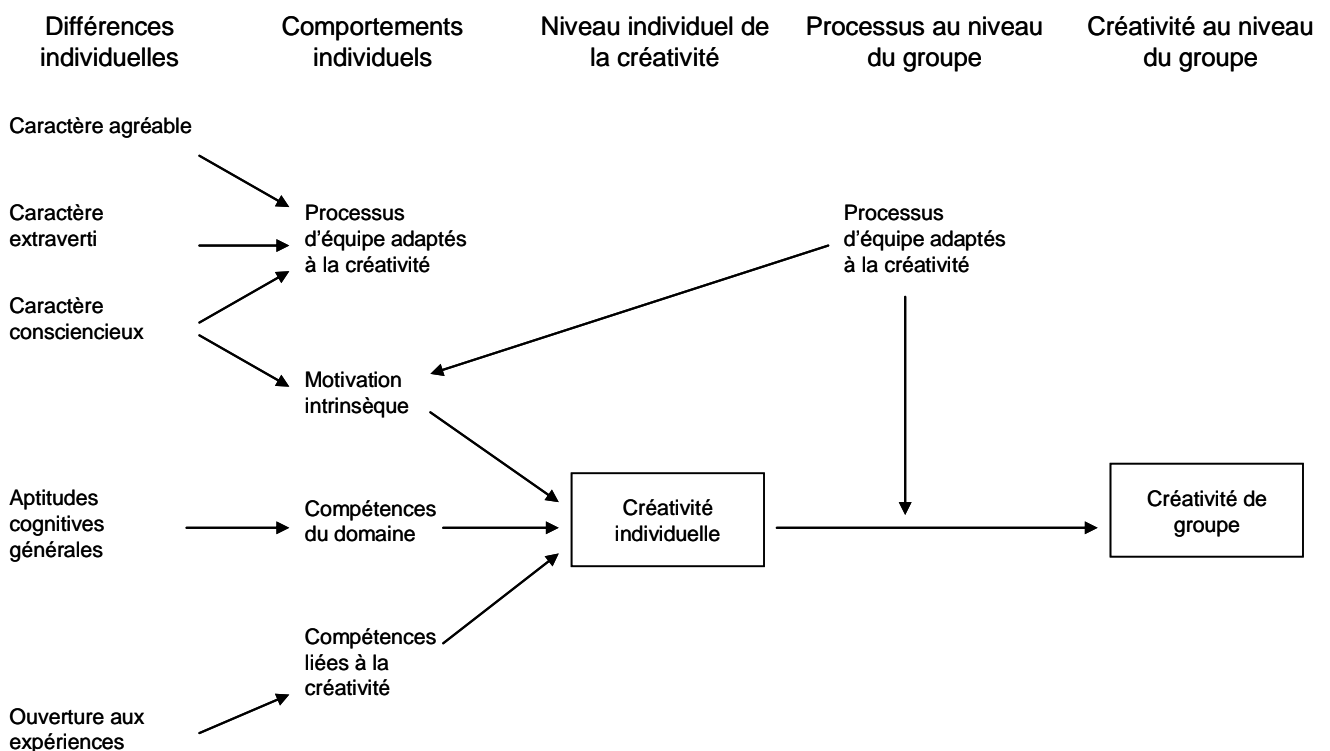 Différences
individuelles
Comportements
individuels
Niveau individuel de
la créativité
Processus au niveau
du groupe
Créativité au niveau
du groupe
Caractère agréable
Caractère
extraverti
Caractère
consciencieux
Aptitudes
cognitives
générales
Ouverture aux
expériences
Processus
d'équipe adaptés
à la créativité
Motivation
intrinsèque
Compétences
du domaine
Compétences
liées à la
créativité
Créativité
individuelle
Processus
d'équipe adaptés
à la créativité
Créativité de
groupe